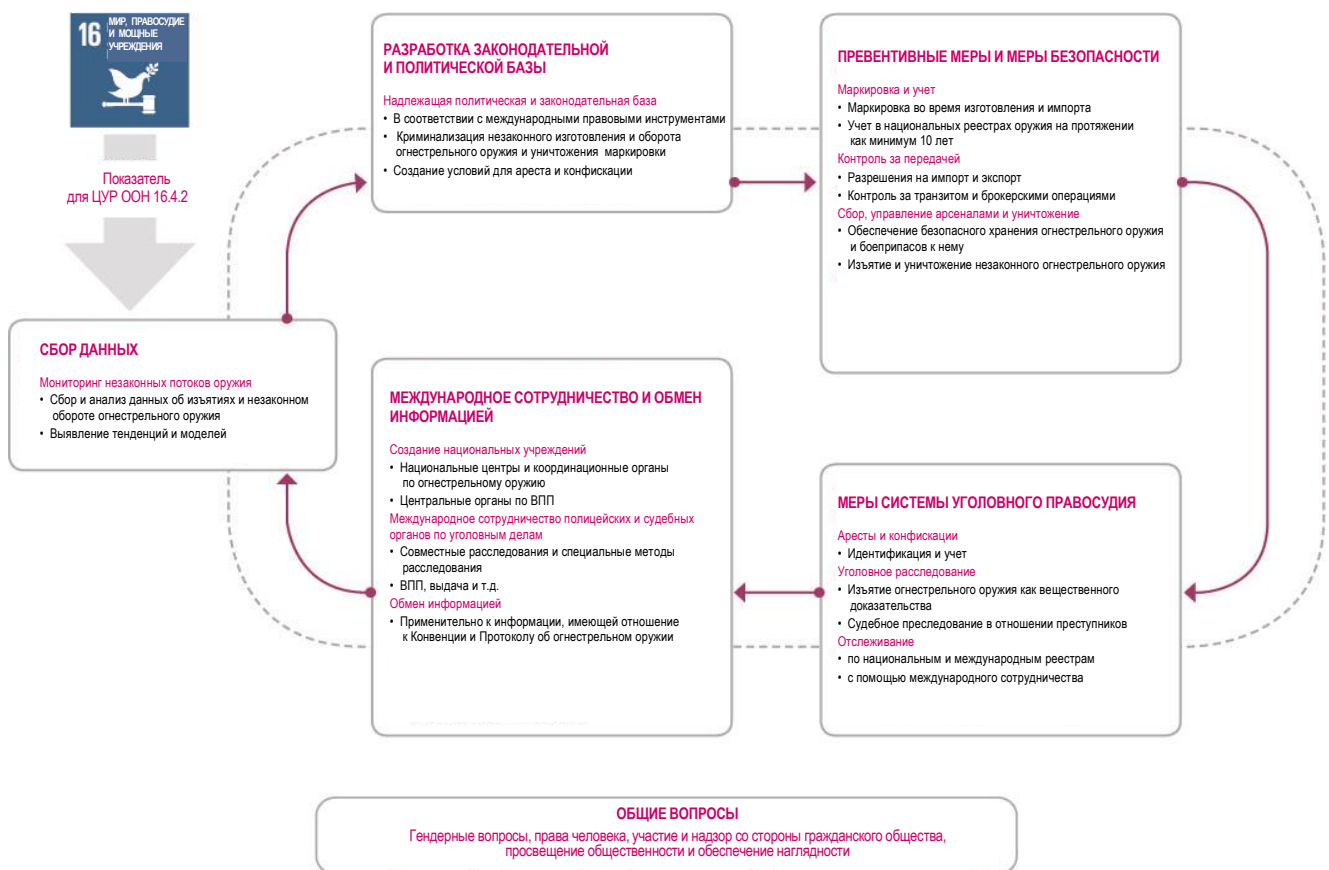 16
МИР, ПРАВОСУДИЕ
И МОЩНЫЕ
УЧРЕЖДЕНИЯ
Показатель
для ЦУР ООН 16.4.2
СБОР ДАННЫХ
Мониторинг незаконных потоков оружия
• Сбор и анализ данных об изъятиях и незаконном
обороте огнестрельного оружия
• Выявление тенденций и моделей
РАЗРАБОТКА ЗАКОНОДАТЕЛЬНОЙ
И ПОЛИТИЧЕСКОЙ БАЗЫ
Надлежащая политическая и законодательная база
• В соответствии с международными правовыми инструментами
• Криминализация незаконного изготовления и оборота
огнестрельного оружия и уничтожения маркировки
• Создание условий для ареста и конфискации
ПРЕВЕНТИВНЫЕ МЕРЫ И МЕРЫ БЕЗОПАСНОСТИ
Маркировка и учет
• Маркировка во время изготовления и импорта
• Учет в национальных реестрах оружия на протяжении
как минимум 10 лет
Контроль за передачей
• Разрешения на импорт и экспорт
• Контроль за транзитом и брокерскими операциями
Сбор, управление арсеналами и уничтожение
• Обеспечение безопасного хранения огнестрельного оружия
и боеприпасов к нему
• Изъятие и уничтожение незаконного огнестрельного оружия
МЕРЫ СИСТЕМЫ УГОЛОВНОГО ПРАВОСУДИЯ
Аресты и конфискации
• Идентификация и учет
Уголовное расследование
• Изъятие огнестрельного оружия как вещественного
доказательства
• Судебное преследование в отношении преступников
Отслеживание
• по национальным и международным реестрам
• с помощью международного сотрудничества
МЕЖДУНАРОДНОЕ СОТРУДНИЧЕСТВО И ОБМЕН
ИНФОРМАЦИЕЙ
Создание национальных учреждений
• Национальные центры и координационные органы
по огнестрельному оружию
• Центральные органы по ВПП
Международное сотрудничество полицейских и судебных
органов по уголовным делам
• Совместные расследования и специальные методы
расследования
• ВПП, выдача и т.д.
Обмен информацией
• Применительно к информации, имеющей отношение
к Конвенции и Протоколу об огнестрельном оружии
ОБЩИЕ ВОПРОСЫ
Гендерные вопросы, права человека, участие и надзор со стороны гражданского общества,
просвещение общественности и обеспечение наглядности